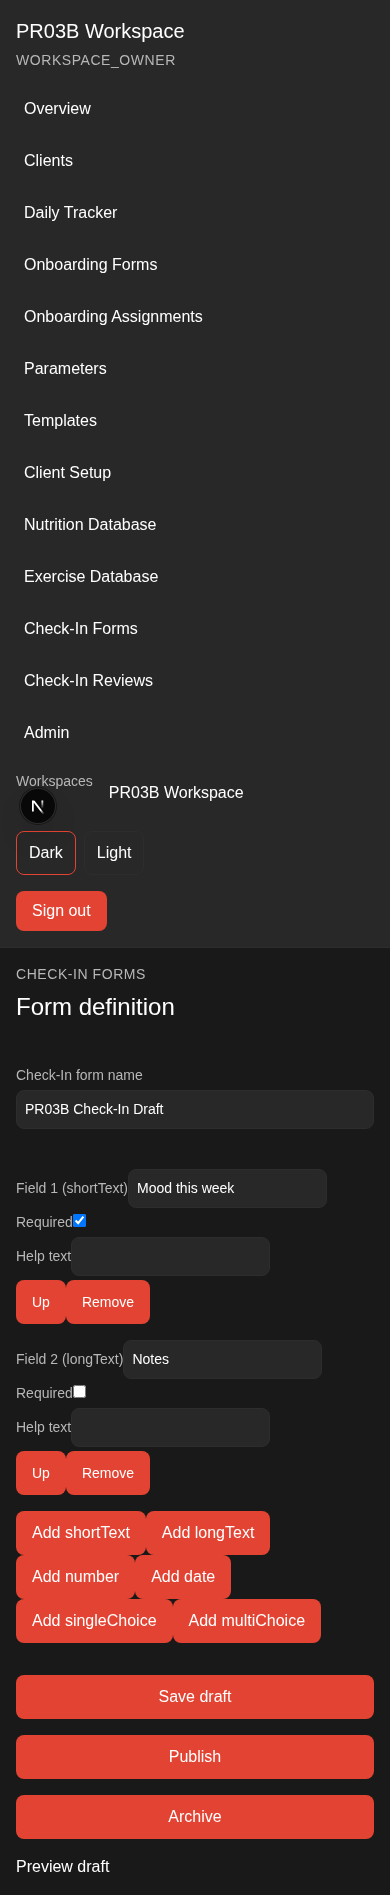 PR03B Workspace
WORKSPACE_OWNER
Overview
Clients
Daily Tracker
Onboarding Forms
Onboarding Assignments
Parameters
Templates
Client Setup
Nutrition Database
Exercise Database
Check-In Forms
Check-In Reviews
Admin
Workspaces
PR03B Workspace
N
Dark Light
Sign out
CHECK-IN FORMS
Form definition
Check-In form name
PR03B Check-In Draft
Field 1 (shortText) Mood this week
Required
Help text
Up Remove
Field 2 (longText) Notes
Required
Help text
Up Remove
Add shortText Add longText
Add number Add date
Add singleChoice Add multiChoice
Save draft
Publish
Archive
Preview draft